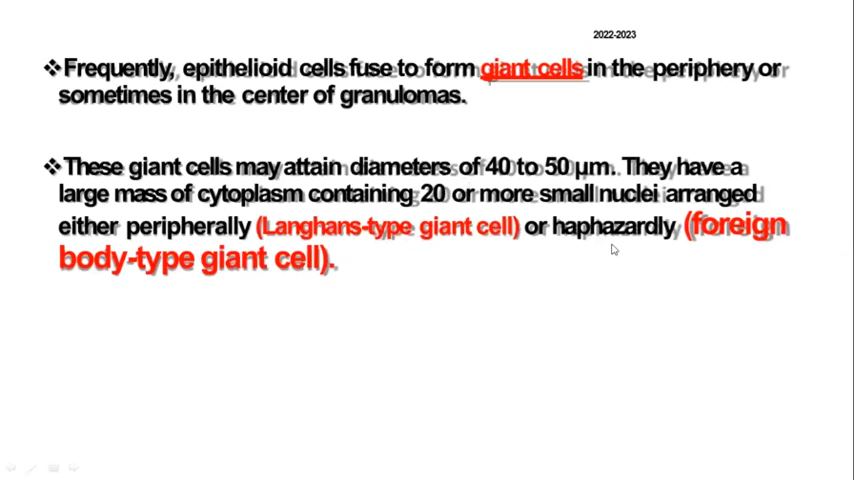 2022-2023
❖Frequently, epithelioid cells fuse to form giant cells in the periphery or
sometimes in the center of granulomas.
❖These giant cells may attain diameters of 40 to 50 μm. They have a
large mass of cytoplasm containing 20 or more small nuclei arranged
either peripherally (Langhans-type giant cell) or haphazardly (foreign
body-type giant cell).